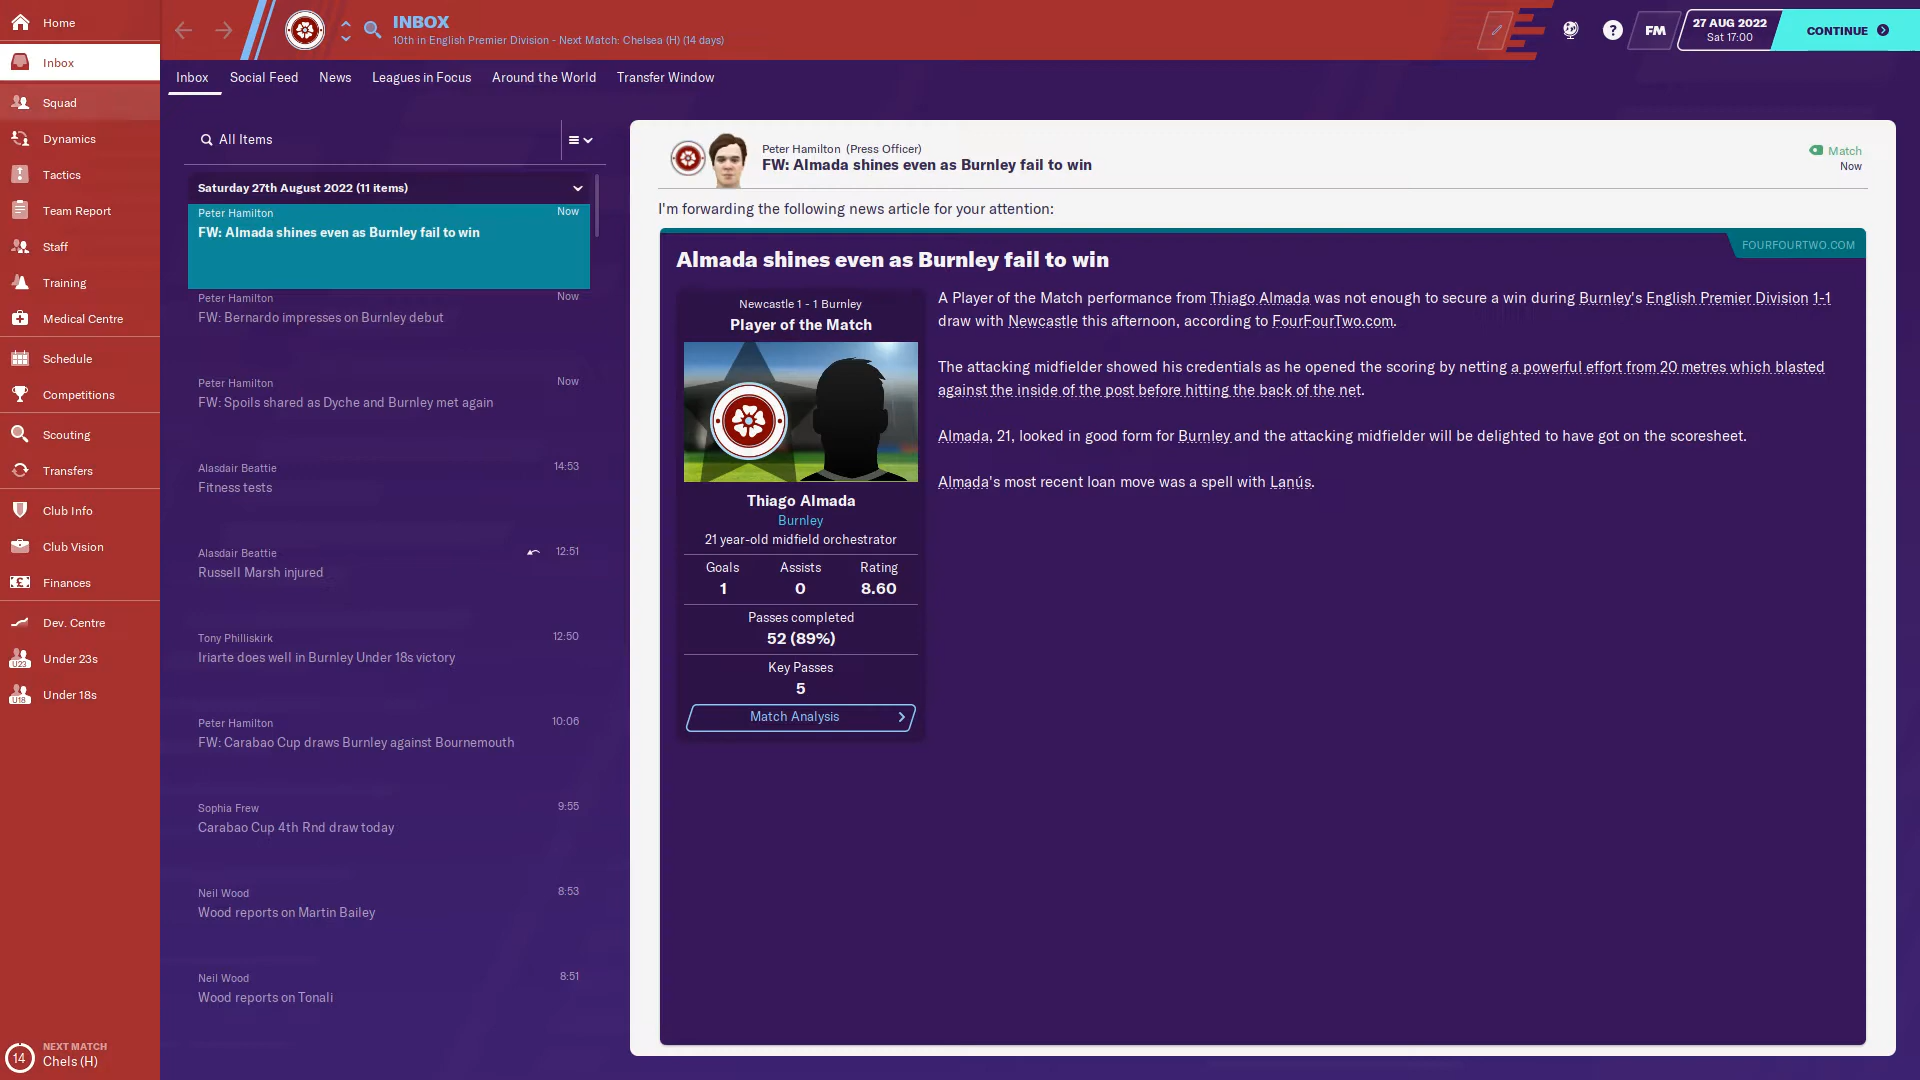 Home
Inbox
Squad
Dynamics
Tactics
Team Report
Staff
Training
Medical Centre
Schedule
Competitions
Scouting
Transfers
Club Info
Club Vision
Finances
Dev. Centre
U23
Under 23s
U18
Under 18s
14
NEXT MATCH
Chels (H)
INBOX
10th in English Premier Division - Next Match: Chelsea (H) (14 days)
?
FM
27 AUG 2022
Sat 17:00
CONTINUE
Inbox
Social Feed
News
Leagues in Focus
Around the World
Transfer Window
All Items
Saturday 27th August 2022 (11 items)
Peter Hamilton
Now
FW: Almada shines even as Burnley fail to win
Peter Hamilton
Now
FW: Bernardo impresses on Burnley debut
Peter Hamilton
Now
FW: Spoils shared as Dyche and Burnley met again
Alasdair Beattie
14:53
Fitness tests
Alasdair Beattie
12:51
Russell Marsh injured
Tony Philliskirk
12:50
Iriarte does well in Burnley Under 18s victory
Peter Hamilton
10:06
FW: Carabao Cup draws Burnley against Bournemouth
Sophia Frew
9:55
Carabao Cup 4th Rnd draw today
Neil Wood
8:53
Wood reports on Martin Bailey
Neil Wood
8:51
Wood reports on Tonali
Peter Hamilton (Press Officer)
FW: Almada shines even as Burnley fail to win
Match
Now
I'm forwarding the following news article for your attention:
FOURFOURTWO.COM
Almada shines even as Burnley fail to win
Newcastle 1 - 1 Burnley
Player of the Match
Thiago Almada
Burnley
21 year-old midfield orchestrator
Goals
Assists
Rating
1
0
8.60
Passes completed
52 (89%)
Key Passes
5
Match Analysis
A Player of the Match performance from Thiago Almada was not enough to secure a win during Burnley's English Premier Division 1-1
draw with Newcastle this afternoon, according to FourFourTwo.com.
The attacking midfielder showed his credentials as he opened the scoring by netting a powerful effort from 20 metres which blasted
against the inside of the post before hitting the back of the net.
Almada, 21, looked in good form for Burnley and the attacking midfielder will be delighted to have got on the scoresheet.
Almada's most recent loan move was a spell with Lanús.